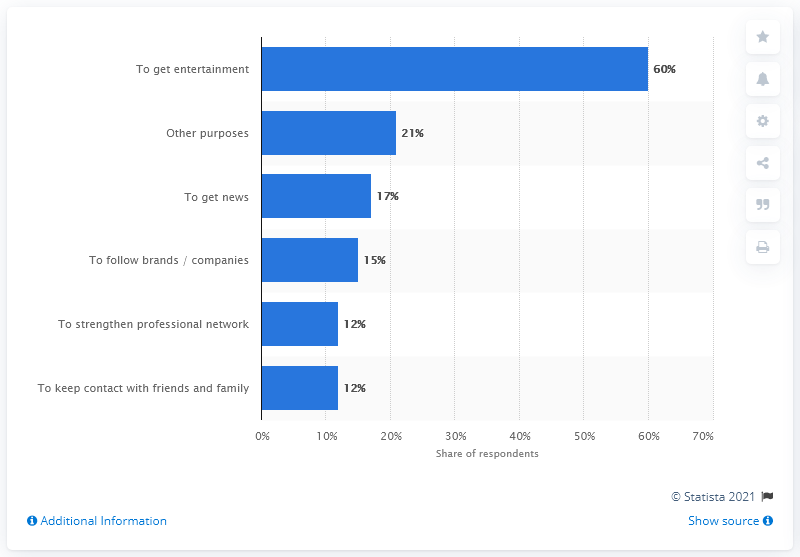 To get entertainment 60%
Other purposes 21%
To get news 17%
To follow brands / companies 15%
To strengthen professional network 12%
To keep contact with friends and family 12%
0% 10% 20% 30% 40% 50% 60% 70%
Share of respondents
© Statista 2021
Additional Information Show source